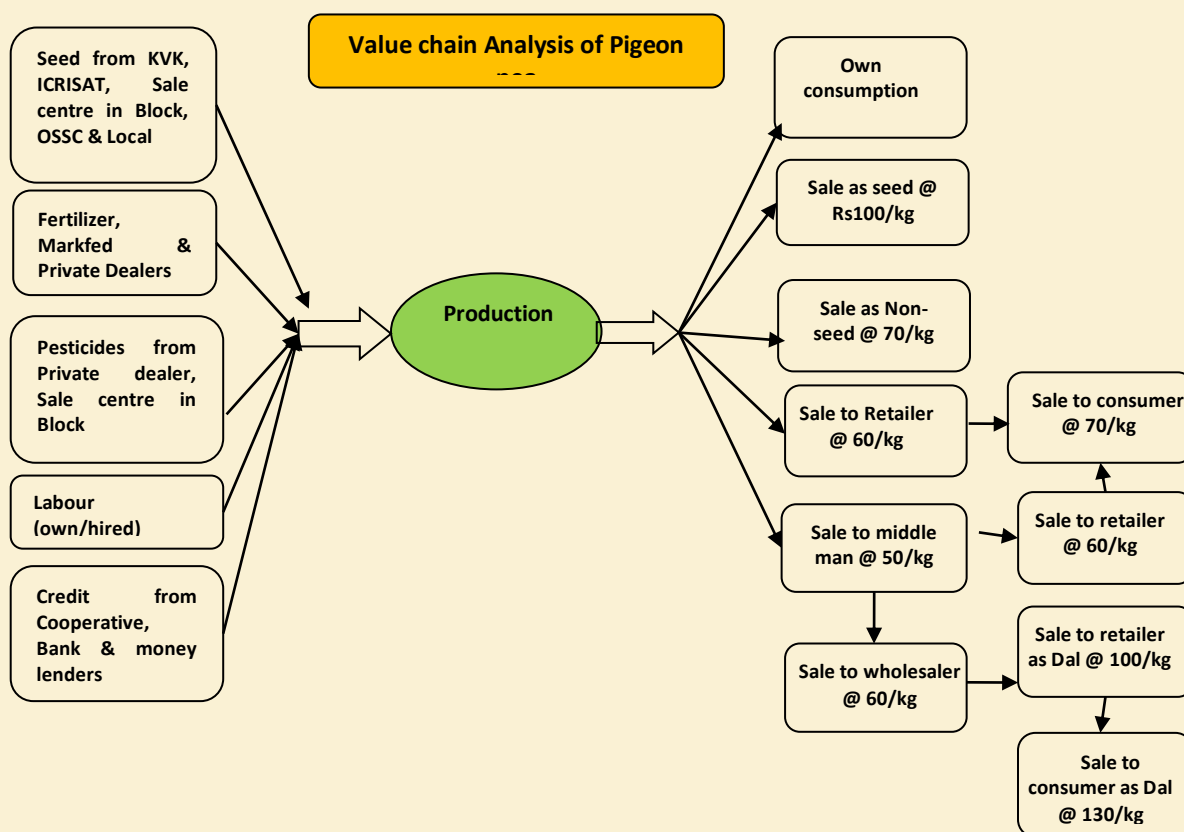 Value chain Analysis of Pigeon
Seed from KVK,
ICRISAT, Sale
centre in Block,
OSSC & Local
Fertilizer,
Markfed &
Private Dealers
Pesticides from
Private dealer,
Sale centre in
Block
Labour
(own/hired)
Credit from
Cooperative,
Bank & money
lenders
Production
Own
consumption
Sale as seed @
Rs100/kg
Sale as Non-
seed @ 70/kg
Sale to Retailer
@ 60/kg
Sale to consumer
@ 70/kg
Sale to middle
man @ 50/kg
Sale to retailer
@ 60/kg
Sale to wholesaler
@ 60/kg
Sale to retailer
as Dal @ 100/kg
Sale to
consumer as Dal
@ 130/kg